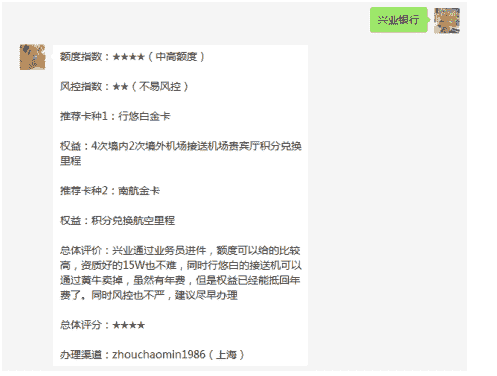 兴业银行
额度指数：★★★★（中高额度）
风控指数：★★（不易风控）
推荐卡种1：行悠白金卡
权益：4次境内2次境外机场接送机场贵宾厅积分兑换
里程
推荐卡种2：南航金卡
权益：积分兑换航空里程
总体评价：兴业通过业务员进件，额度可以给的比较
高，资质好的15W也不难，同时行悠白的接送机可以
通过黄牛卖掉，虽然有年费，但是权益已经能抵回年
费了。同时风控也不严，建议尽早办理
总体评分：★★★★
办理渠道：zhouchaomin1986（上海）